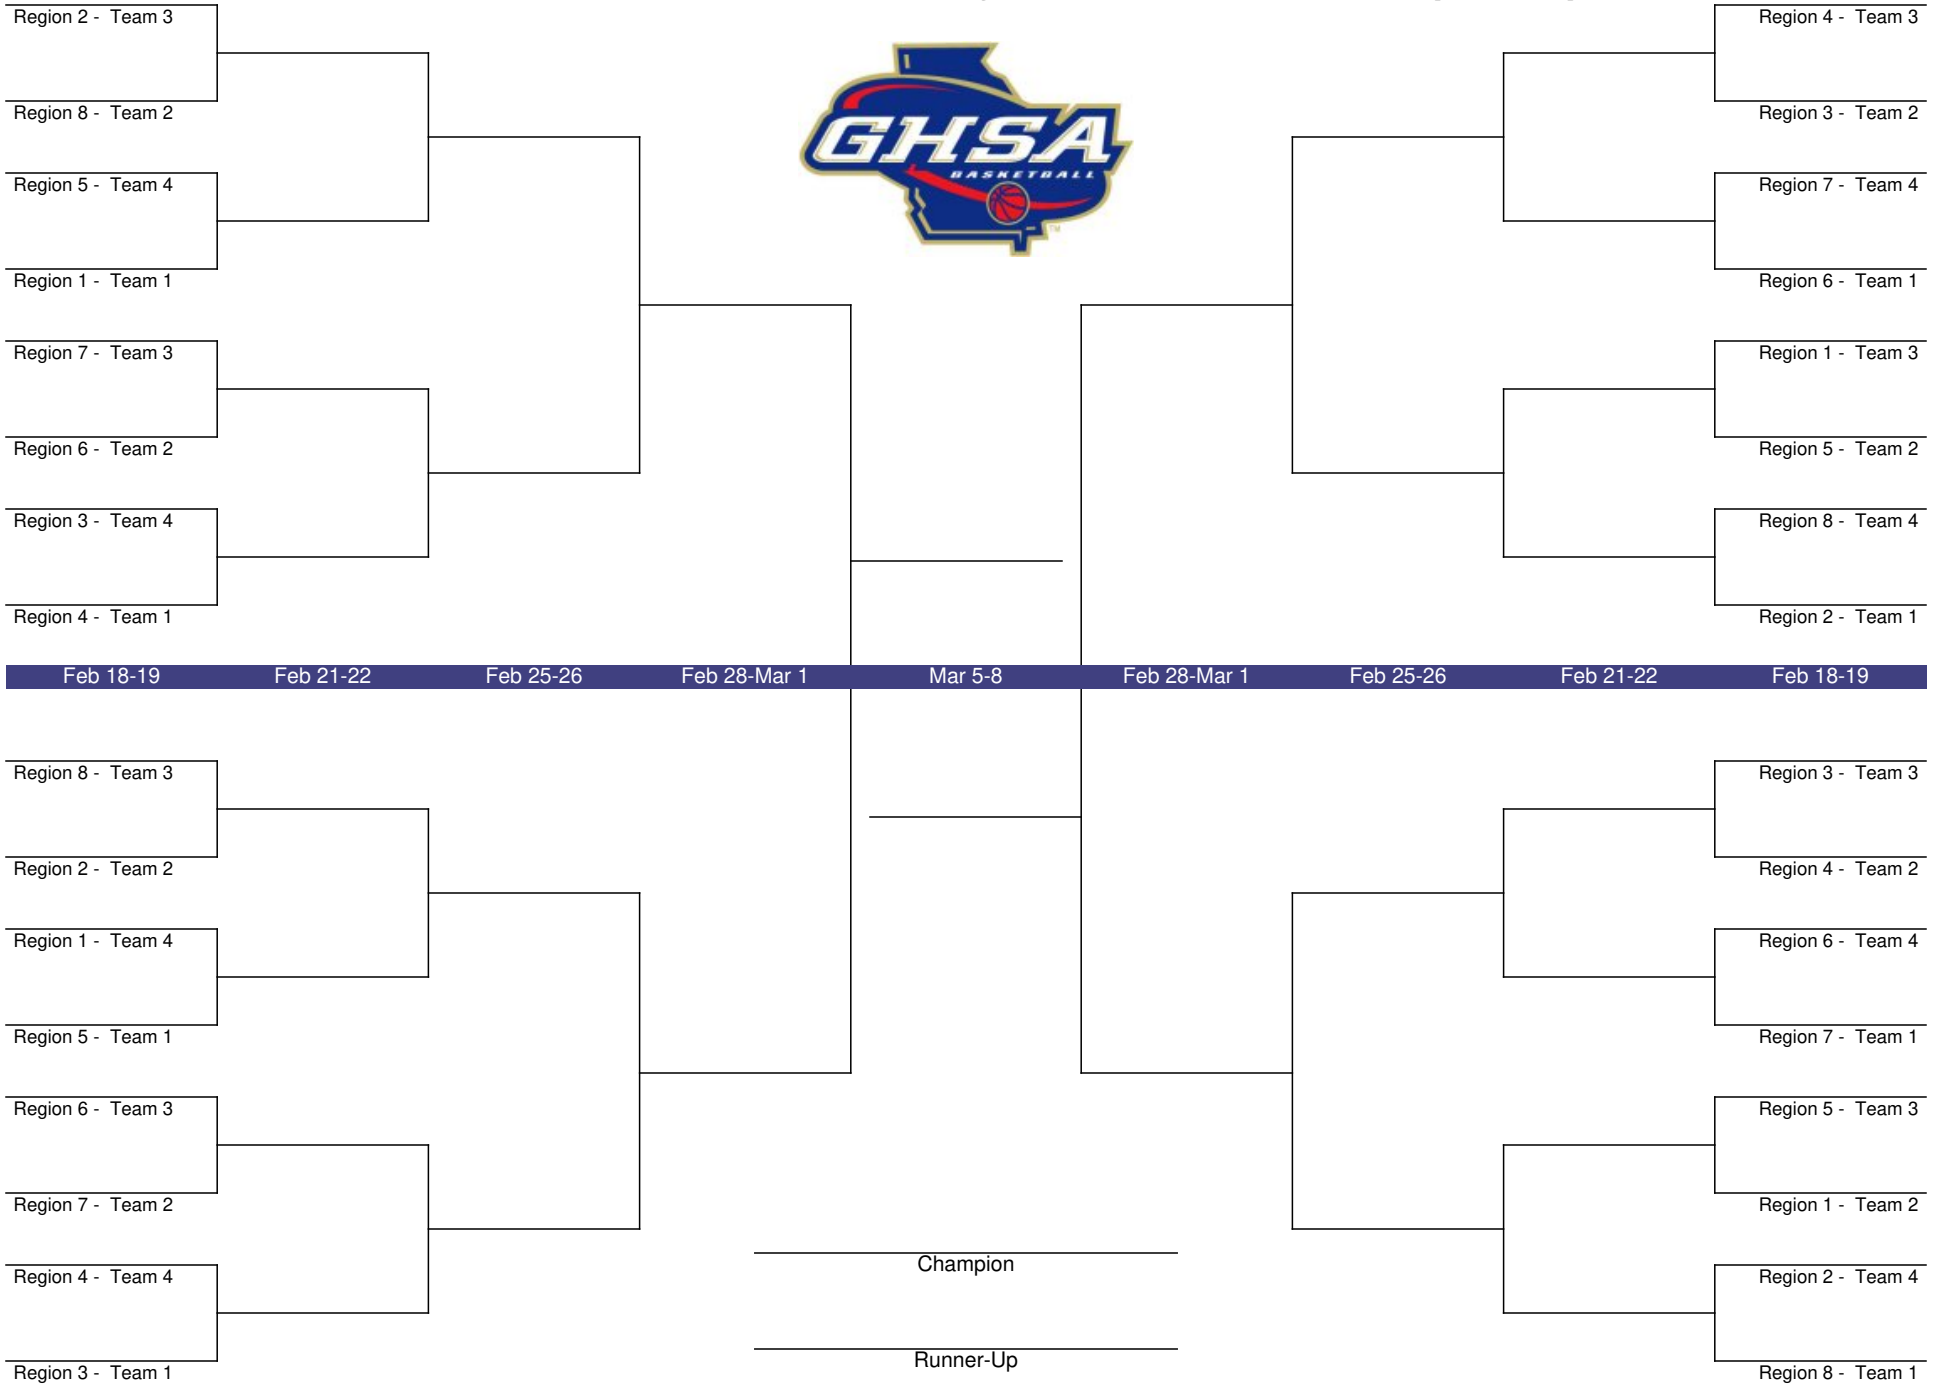 Region 2 - Team 3
Region 8 - Team 2
Region 5 - Team 4
Region 1 - Team 1
Region 7 - Team 3
Region 6 - Team 2
Region 3 - Team 4
Region 4 - Team 1
GHSA
BASKETBALL
TM
Region 4 - Team 3
Region 3 - Team 2
Region 7 - Team 4
Region 6 - Team 1
Region 1 - Team 3
Region 5 - Team 2
Region 8 - Team 4
Region 2 - Team 1
Feb 18-19 Feb 21-22 Feb 25-26 Feb 28-Mar 1 Mar 5-8 Feb 28-Mar 1 Feb 25-26 Feb 21-22 Feb 18-19
Region 8 - Team 3
Region 2 - Team 2
Region 1 - Team 4
Region 5 - Team 1
Region 6 - Team 3
Region 7 - Team 2
Region 4 - Team 4
Region 3 - Team 1
Champion
Runner-Up
Region 3 - Team 3
Region 4 - Team 2
Region 6 - Team 4
Region 7 - Team 1
Region 5 - Team 3
Region 1 - Team 2
Region 2 - Team 4
Region 8 - Team 1